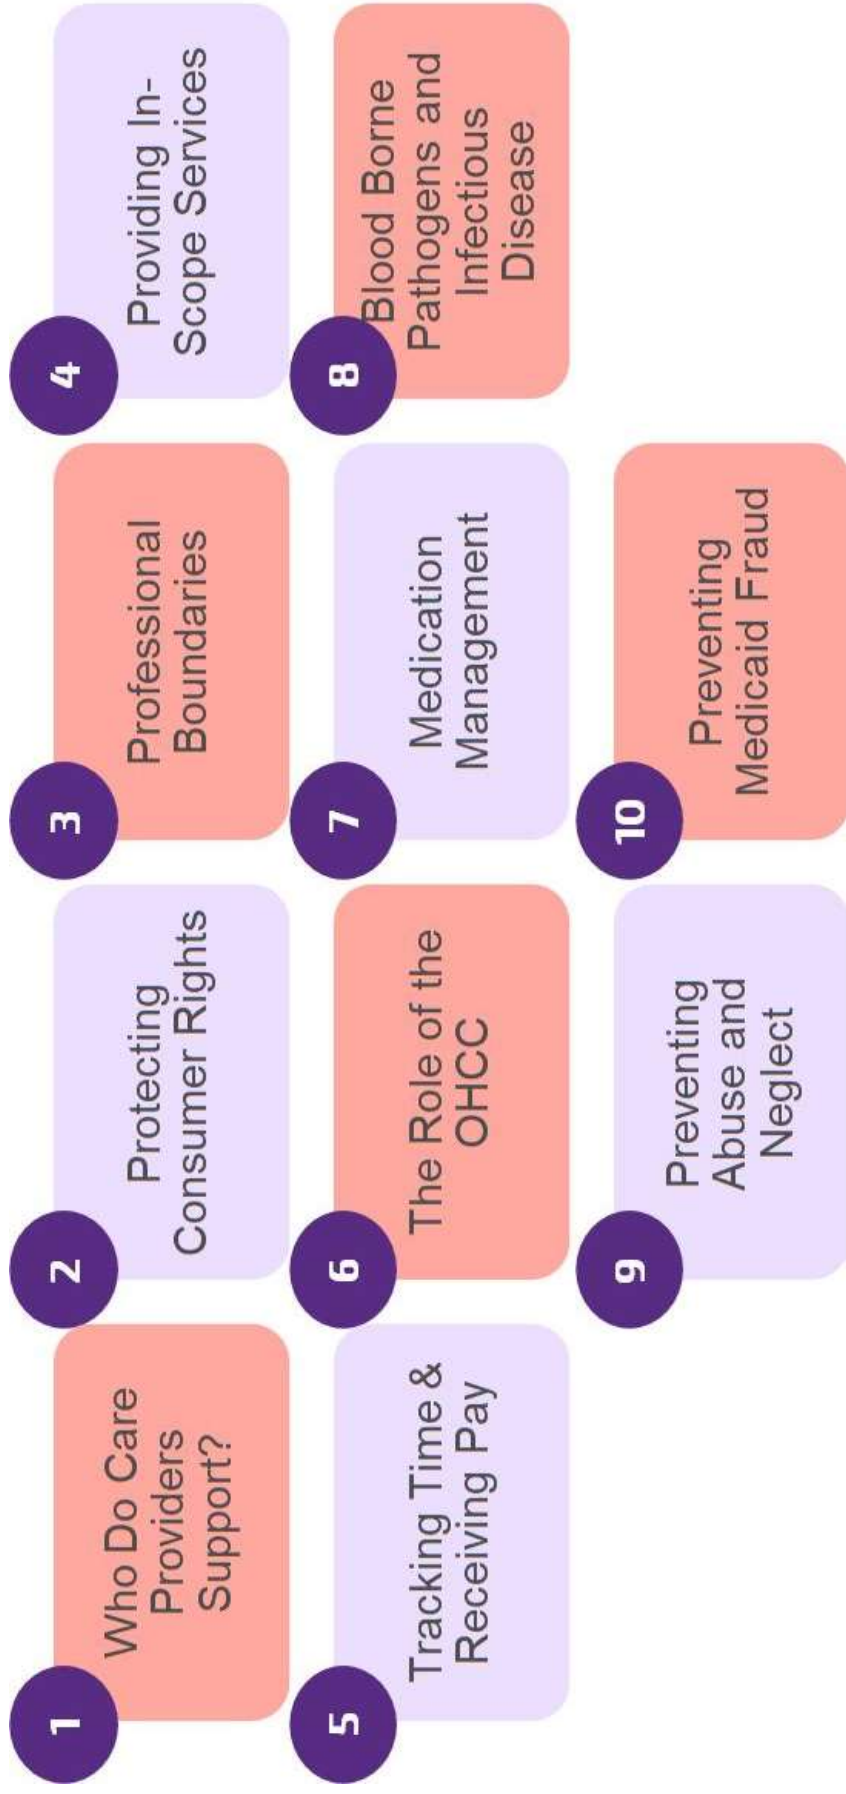 1
Who Do Care
Providers
Support?
2
Protecting
Consumer Rights
3
Professional
Boundaries
4
Providing In-
Scope Services
5
Tracking Time &
Receiving Pay
6
The Role of the
OHCC
7
Medication
Management
8
Blood Borne
Pathogens and
Infectious
Disease
9
Preventing
Abuse and
Neglect
10
Preventing
Medicaid Fraud